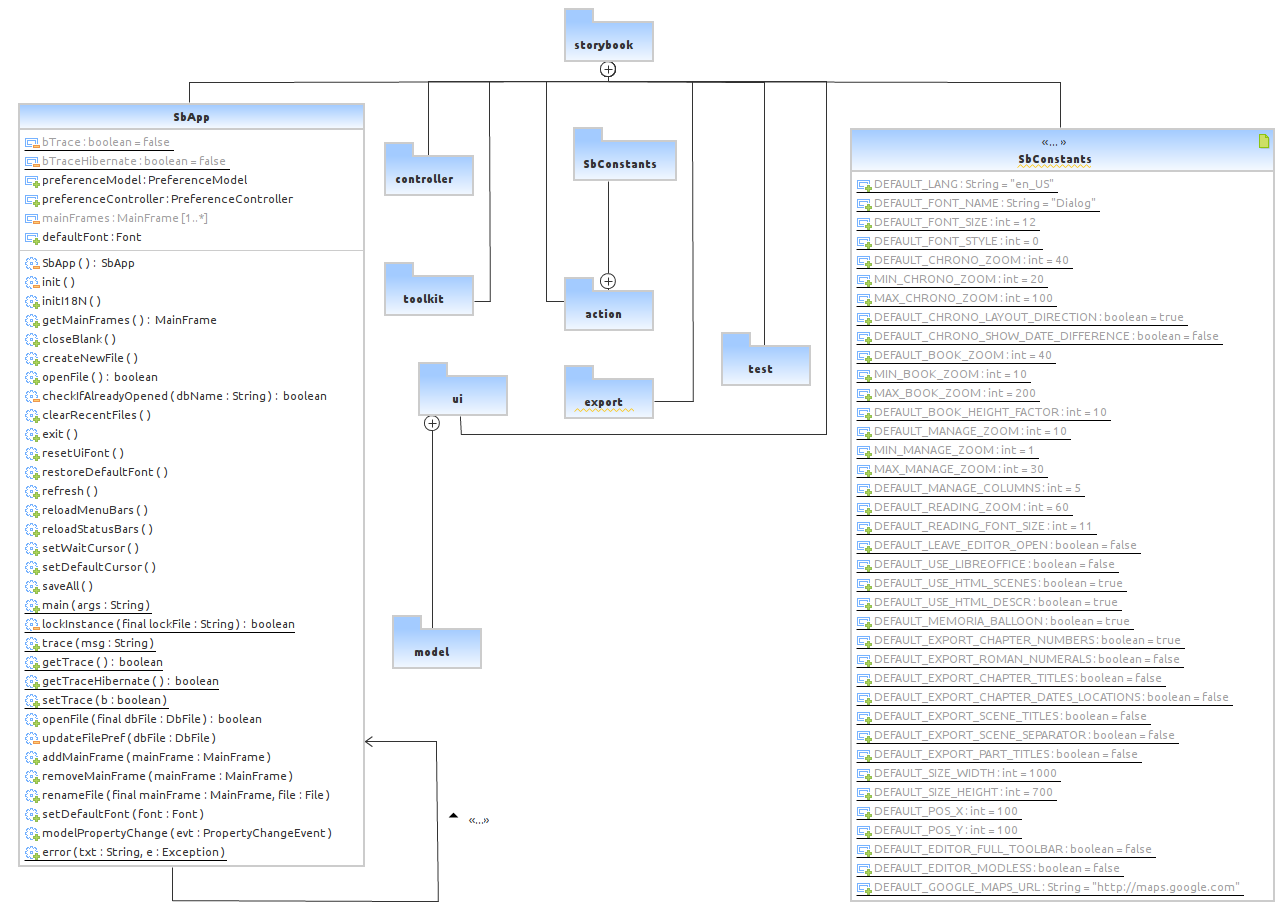 storybook
SbApp
bTrace : boolean = false
bTraceHibernate : boolean = false
preferenceModel : PreferenceModel
preferenceController : PreferenceController
mainFrames : MainFrame [1..*]
defaultFont : Font
SbApp ( ) : SbApp
init ( )
initI18N ( )
getMainFrames ( ) : MainFrame
closeBlank ( )
createNewFile ( )
openFile ( ) : boolean
checkIfAlreadyOpened ( dbName : String ) : boolean
clearRecentFiles ( )
exit ( )
resetUiFont ( )
restoreDefaultFont ( )
refresh ( )
reloadMenuBars ( )
reloadStatusBars ( )
setWaitCursor ( )
setDefaultCursor ( )
saveAll ( )
main ( args : String )
lockInstance ( final lockFile : String ) : boolean
trace ( msg : String )
getTrace ( ) : boolean
getTraceHibernate ( ) : boolean
setTrace ( b : boolean )
openFile ( final dbFile : DbFile ) : boolean
updateFilePref ( dbFile : DbFile )
addMainFrame ( mainFrame : MainFrame )
removeMainFrame ( mainFrame : MainFrame )
renameFile ( final mainFrame : MainFrame, file : File )
setDefaultFont ( font : Font )
modelPropertyChange ( evt : PropertyChangeEvent )
error ( txt : String, e : Exception )
«...»
controller
toolkit
SbConstants
action
export
test
ui
model
«... »
SbConstants
DEFAULT_LANG : String = "en_US"
DEFAULT_FONT_NAME : String = "Dialog"
DEFAULT_FONT_SIZE : int = 12
DEFAULT_FONT_STYLE : int = 0
DEFAULT_CHRONO_ZOOM : int = 40
MIN_CHRONO_ZOOM : int = 20
MAX_CHRONO_ZOOM : int = 100
DEFAULT_CHRONO_LAYOUT_DIRECTION : boolean = true
DEFAULT_CHRONO_SHOW_DATE_DIFFERENCE : boolean = false
DEFAULT_BOOK_ZOOM : int = 40
MIN_BOOK_ZOOM : int = 10
MAX_BOOK_ZOOM : int = 200
DEFAULT_BOOK_HEIGHT_FACTOR : int = 10
DEFAULT_MANAGE_ZOOM : int = 10
MIN_MANAGE_ZOOM : int = 1
MAX_MANAGE_ZOOM : int = 30
DEFAULT_MANAGE_COLUMNS : int = 5
DEFAULT_READING_ZOOM : int = 60
DEFAULT_READING_FONT_SIZE : int = 11
DEFAULT_LEAVE_EDITOR_OPEN : boolean = false
DEFAULT_USE_LIBREOFFICE : boolean = false
DEFAULT_USE_HTML_SCENES : boolean = true
DEFAULT_USE_HTML_DESCR : boolean = true
DEFAULT_MEMORIA_BALLOON : boolean = true
DEFAULT_EXPORT_CHAPTER_NUMBERS : boolean = true
DEFAULT_EXPORT_ROMAN_NUMERALS : boolean = false
DEFAULT_EXPORT_CHAPTER_TITLES : boolean = false
DEFAULT_EXPORT_CHAPTER_DATES_LOCATIONS : boolean = false
DEFAULT_EXPORT_SCENE_TITLES : boolean = false
DEFAULT_EXPORT_SCENE_SEPARATOR : boolean = false
DEFAULT_EXPORT_PART_TITLES : boolean = false
DEFAULT_SIZE_WIDTH : int = 1000
DEFAULT_SIZE_HEIGHT : int = 700
DEFAULT_POS_X : int = 100
DEFAULT_POS_Y : int = 100
DEFAULT_EDITOR_FULL_TOOLBAR : boolean = false
DEFAULT_EDITOR_MODLESS : boolean = false
DEFAULT_GOOGLE_MAPS_URL : String = "http://maps.google.com"